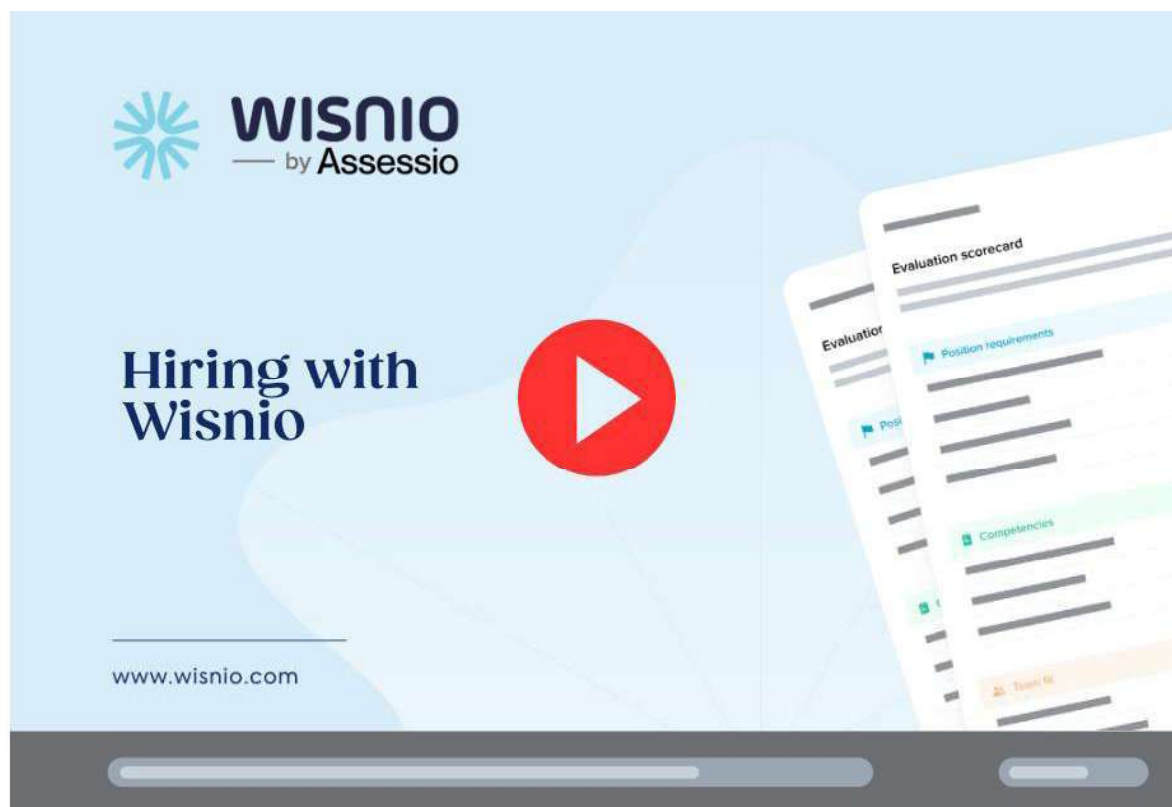 WISNIO
by Assessio
Hiring with
Wisnio
www.wisnio.com
Evaluation scorecard
Position requirements
Competencies
Team fit
Evaluation